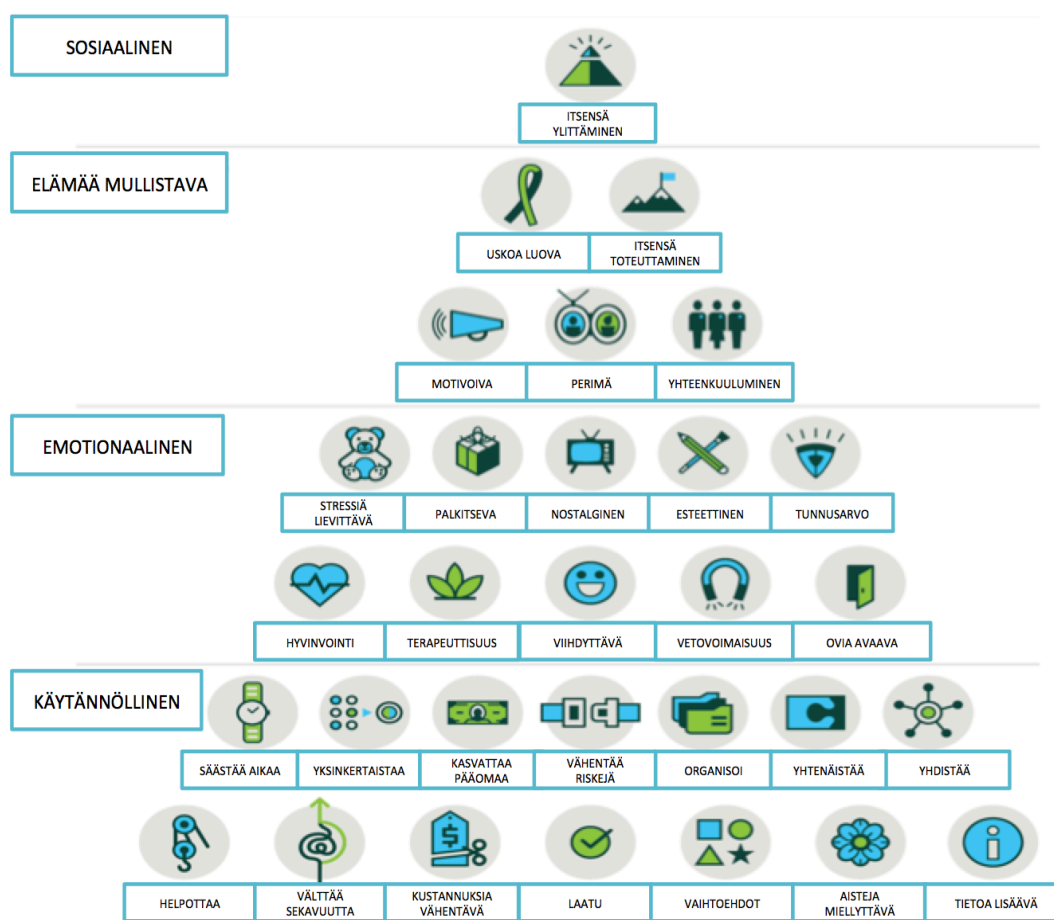 SOSIAALINEN
ITSENSÄ
YLITTÄMINEN
ELÄMÄÄ MULLISTAVA
USKOA LUOVA
ITSENSÄ
TOTEUTTAMINEN
MOTIVOIVA
PERIMÄ
YHTEENKUULUMINEN
EMOTIONAALINEN
STRESSIÄ
LIEVITTÄVÄ
PALKITSEVA
NOSTALGINEN
ESTEETTINEN
TUNNUSARVO
HYVINVOINTI
TERAPEUTTISUUS
VIIHDYTTÄVÄ
VETOVOIMAISUUS
OVIA AVAAVA
KÄYTÄNNÖLLINEN
SÄÄSTÄÄ AIKAA
YKSINKERTAISTAA
KASVATTAA
PÄÄOMAA
VÄHENTÄÄ
RISKEJÄ
ORGANISOI
YHTENÄISTÄÄ
YHDISTÄÄ
HELPOTTAA
VÄLTTÄÄ
SEKAVUUTTA
$
KUSTANNUKSIA
VÄHENTÄVÄ
LAATU
VAIHTOEHDOT
AISTEJA
MIELLYTTÄVÄ
i
TIETOA LISÄÄVÄ